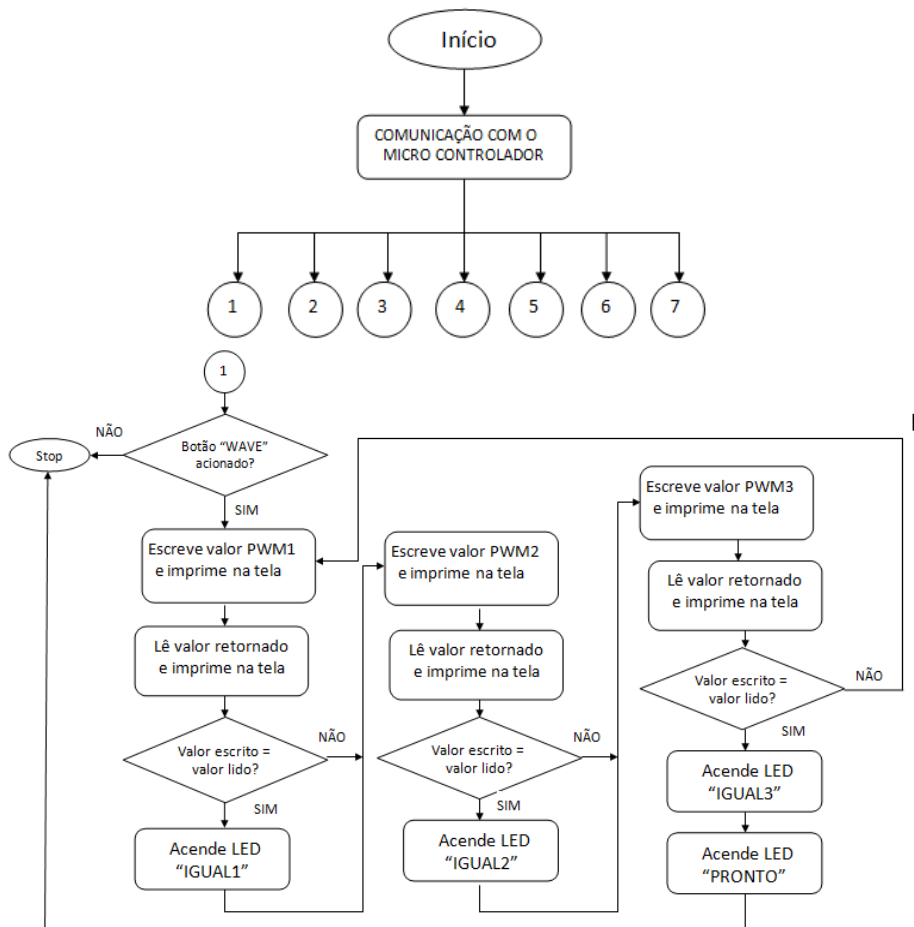 Início
COMUNICAÇÃO COM O
MICRO CONTROLADOR
1
2
3
4
5
6
7
1
NÃO
Botão “WAVE”
acionado?
Stop
SIM
Escreve valor PWM1
e imprime na tela
Lê valor retornado
e imprime na tela
Valor escrito =
valor lido?
NÃO
SIM
Acende LED
“IGUAL1”
Escreve valor PWM2
e imprime na tela
Lê valor retornado
e imprime na tela
Valor escrito =
valor lido?
NÃO
SIM
Acende LED
“IGUAL2”
Escreve valor PWM3
e imprime na tela
Lê valor retornado
e imprime na tela
Valor escrito =
valor lido?
NÃO
SIM
Acende LED
“IGUAL3”
Acende LED
“PRONTO”